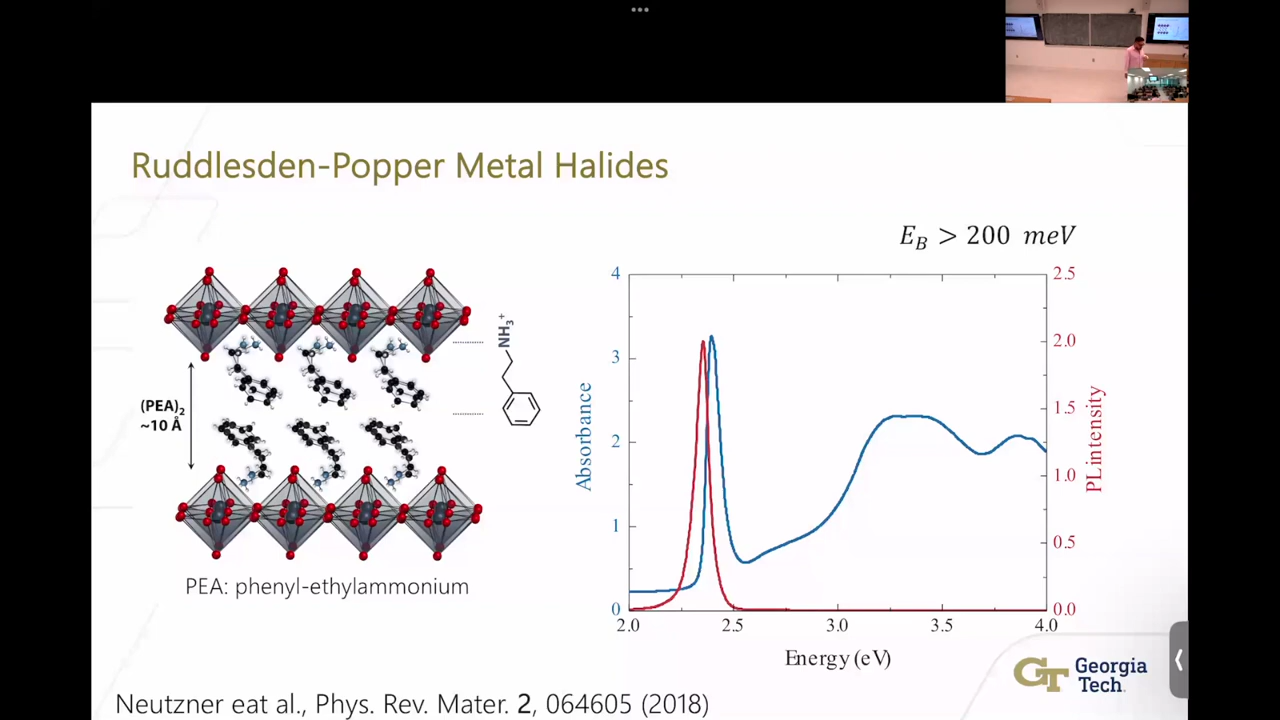 Ruddlesden-Popper Metal Halides
E_B > 200 meV
(PEA)₂
~10 Å
NH₃⁺
PEA: phenyl-ethylammonium
4
3
2
1
0
Absorbance
2.5
2.0
1.5
1.0
0.5
0.0
PL intensity
2.0 2.5 3.0 3.5 4.0
Energy (eV)
GT Georgia
Tech
Neutzner eat al., Phys. Rev. Mater. 2, 064605 (2018)